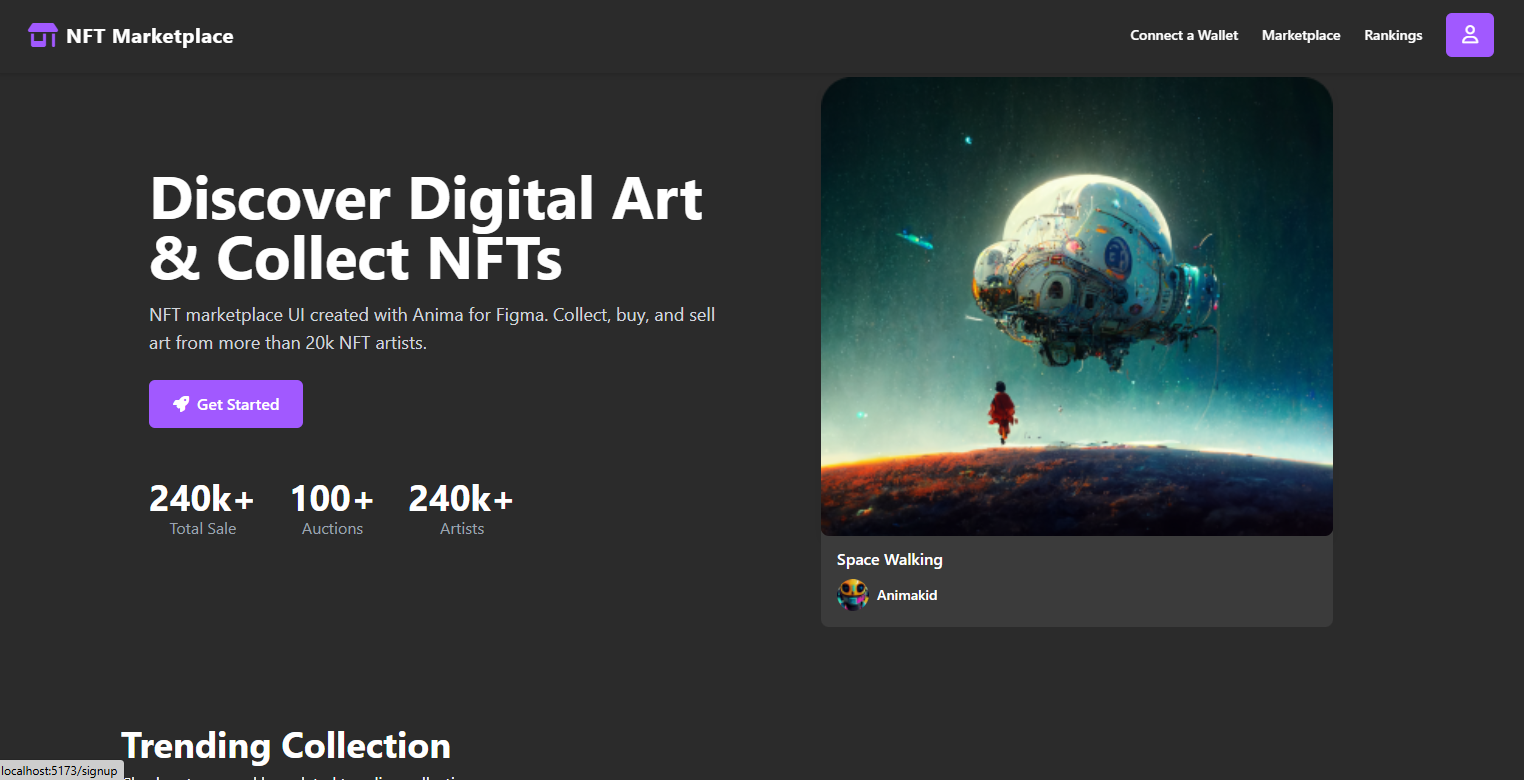 NFT Marketplace
Connect a Wallet
Marketplace
Rankings
Discover Digital Art
& Collect NFTs
NFT marketplace UI created with Anima for Figma. Collect, buy, and sell
art from more than 20k NFT artists.
Get Started
240k+
100+
240k+
Total Sale
Auctions
Artists
Space Walking
Animakid
Trending Collection
localhost:5173/signup